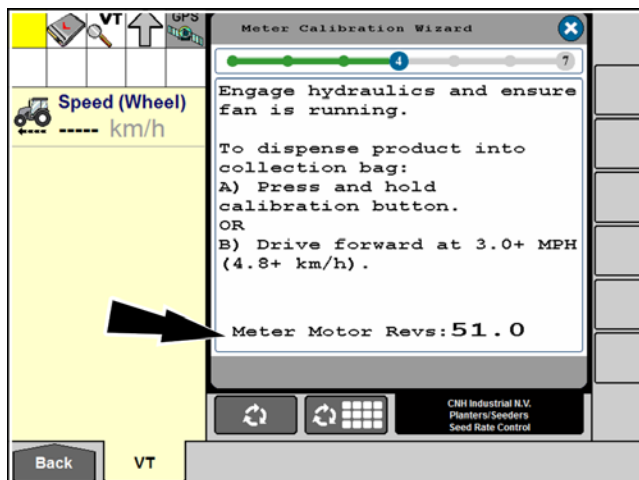 VT
GPS
Meter Calibration Wizard
4
7
Speed (Wheel)
----- km/h
Engage hydraulics and ensure
fan is running.
To dispense product into
collection bag:
A) Press and hold
calibration button.
OR
B) Drive forward at 3.0+ MPH
(4.8+ km/h).
Meter Motor Revs:51.0
CNH Industrial N.V.
Planters/Seeders
Seed Rate Control
Back
VT